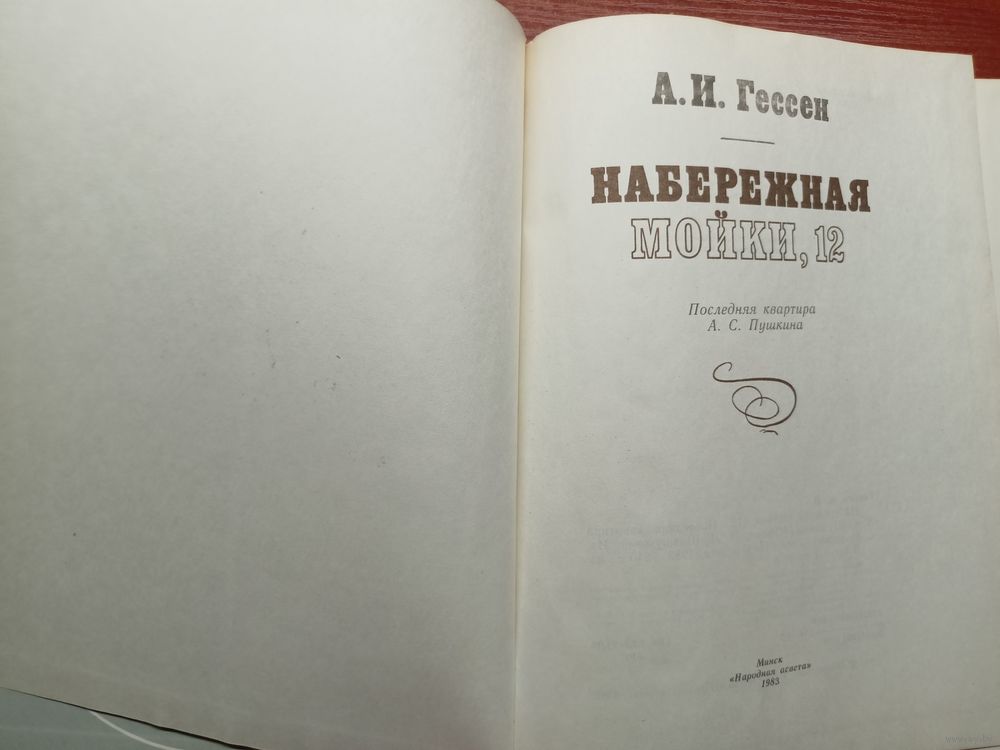 А. И. Гессен
НАБЕРЕЖНАЯ
МОЙКИ, 12
Последняя квартира
А. С. Пушкина
Минск
«Народная асвета»
1983